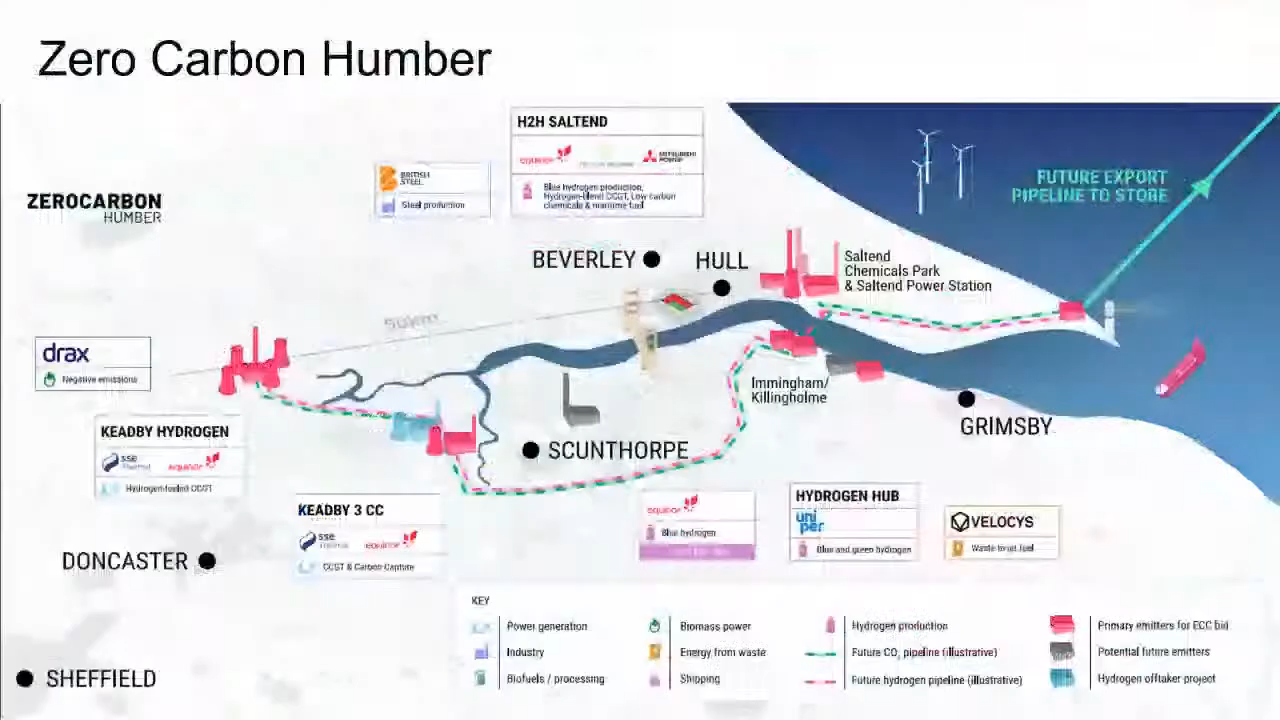 Zero Carbon Humber
ZEROCARBON
HUMBER
BRITISH
STEEL
Steel production
H2H SALTEND
equinor
MITSUBISHI
POWER
Blue hydrogen production,
Hydrogen-blend CCGT, Low carbon
chemicals & maritime fuel
FUTURE EXPORT
PIPELINE TO STORE
BEVERLEY
HULL
Saltend
Chemicals Park
& Saltend Power Station
drax
Negative emissions
Immingham/
Killingholme
GRIMSBY
SCUNTHORPE
KEADBY HYDROGEN
sse
Thermal
equinor
Hydrogen-fueled CCGT
KEADBY 3 CC
sse
Thermal
equinor
CCGT & Carbon Capture
equinor
Blue hydrogen
HYDROGEN HUB
uni
per
Blue and green hydrogen
VELOCYS
Waste to jet fuel
DONCASTER
SHEFFIELD
KEY
Power generation
Industry
Biofuels / processing
Biomass power
Energy from waste
Shipping
Hydrogen production
Future CO₂ pipeline (illustrative)
Future hydrogen pipeline (illustrative)
Primary emitters for ECC bid
Potential future emitters
Hydrogen offtaker project